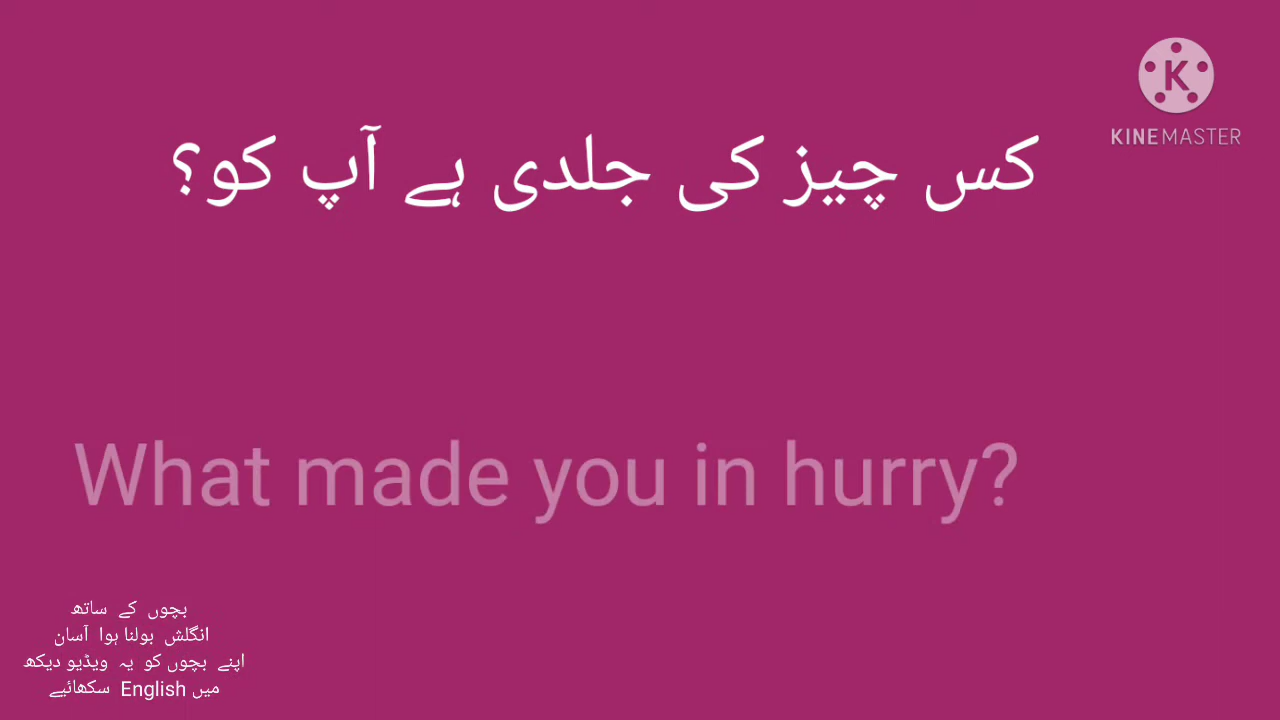 K
KINEMASTER
کس چیز کی جلدی ہے آپ کو؟
What made you in hurry?
بچوں کے ساتھ
انگلش بولنا ہوا آسان
اپنے بچوں کو یہ ویڈیو دیکھ
میں English سکھائیے